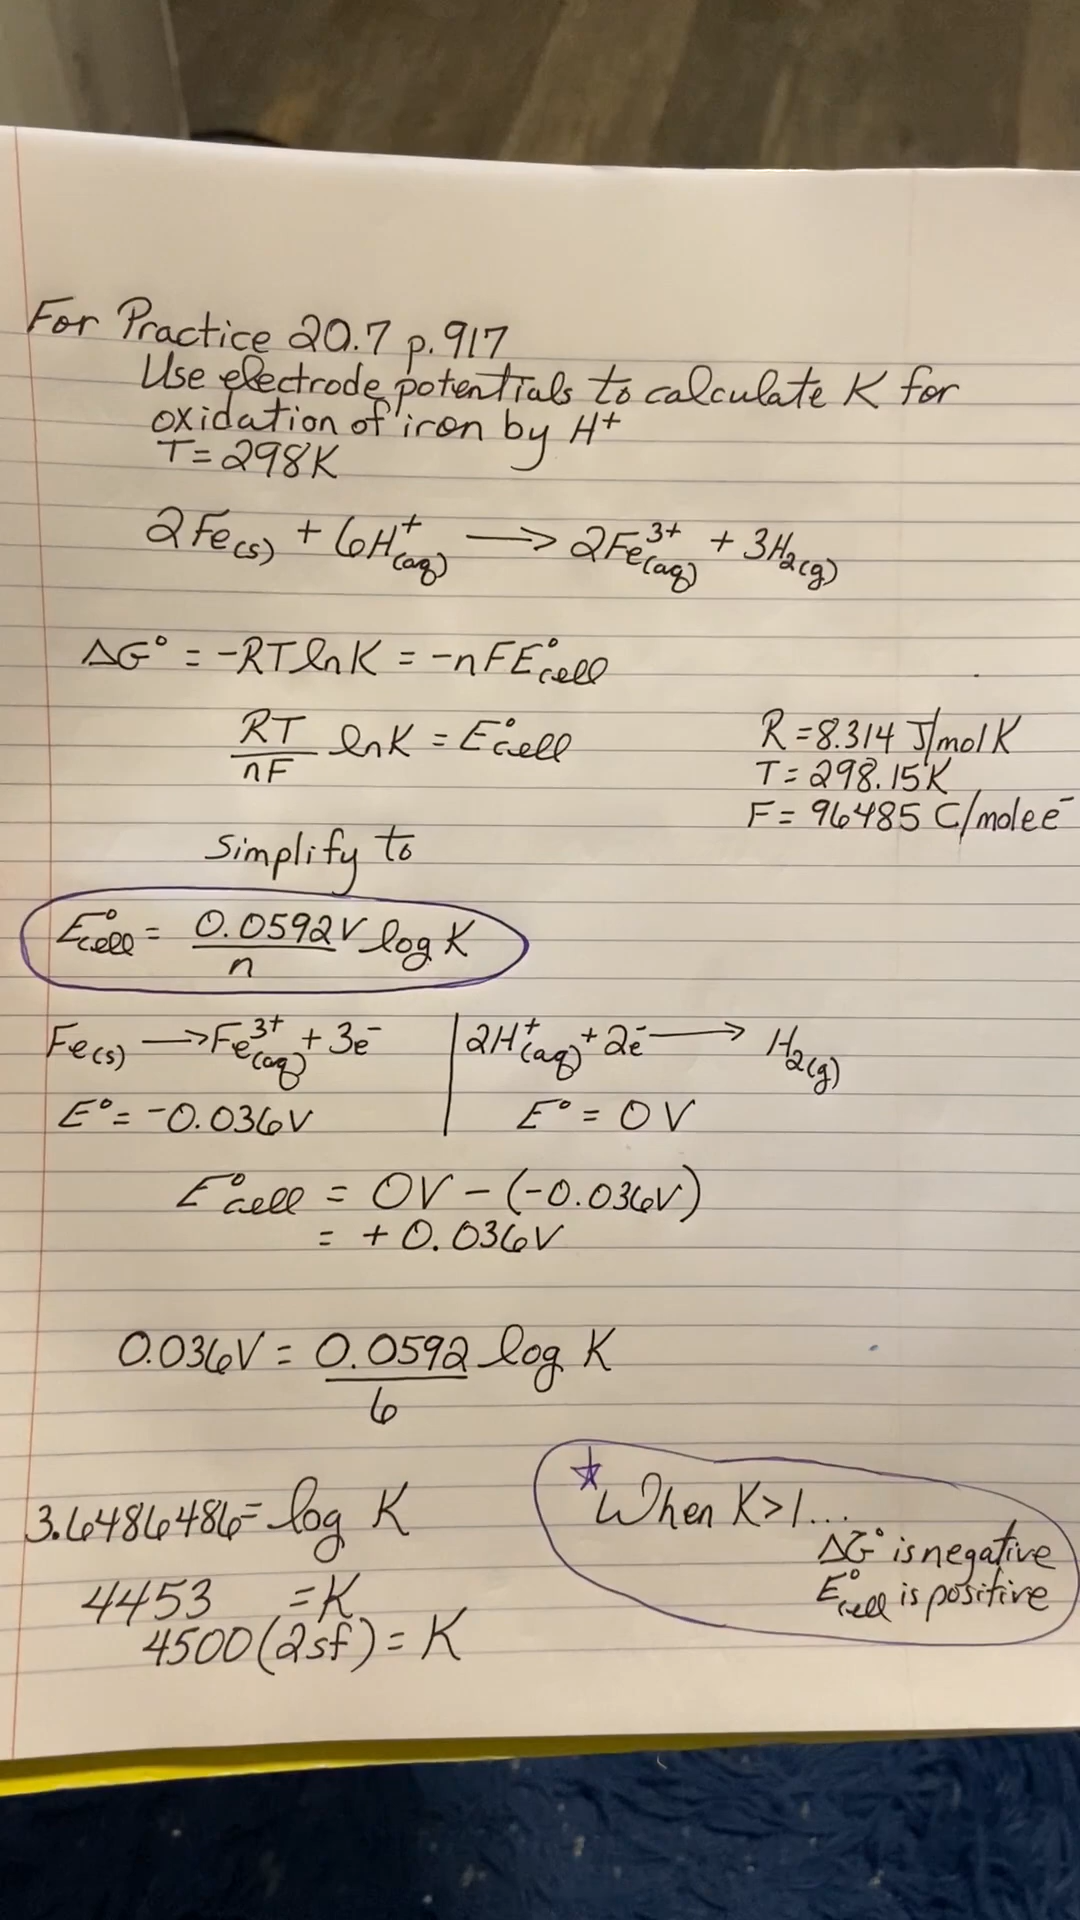 For Practice 20.7 p.917
Use electrode potentials to calculate K for
oxidation of iron by H⁺
T = 298K
2Fe(s) + 6H⁺(aq) ⟶ 2Fe³⁺(aq) + 3H₂(g)
ΔG° = -RT ln K = -nFE°cell
RT/nF ln K = E°cell
R = 8.314 J/mol K
T = 298.15 K
F = 96485 C/mole e⁻
Simplify to
E°cell = 0.0592V/n log K
Fe(s) ⟶ Fe³⁺(aq) + 3e⁻ | 2H⁺(aq) + 2e⁻ ⟶ H₂(g)
E° = -0.036V | E° = 0 V
E°cell = 0V - (-0.036V)
= +0.036V
0.036V = 0.0592/6 log K
3.6486486 = log K
4453 = K
4500 (2sf) = K
☆ When K>1...
ΔG° is negative
E°cell is positive